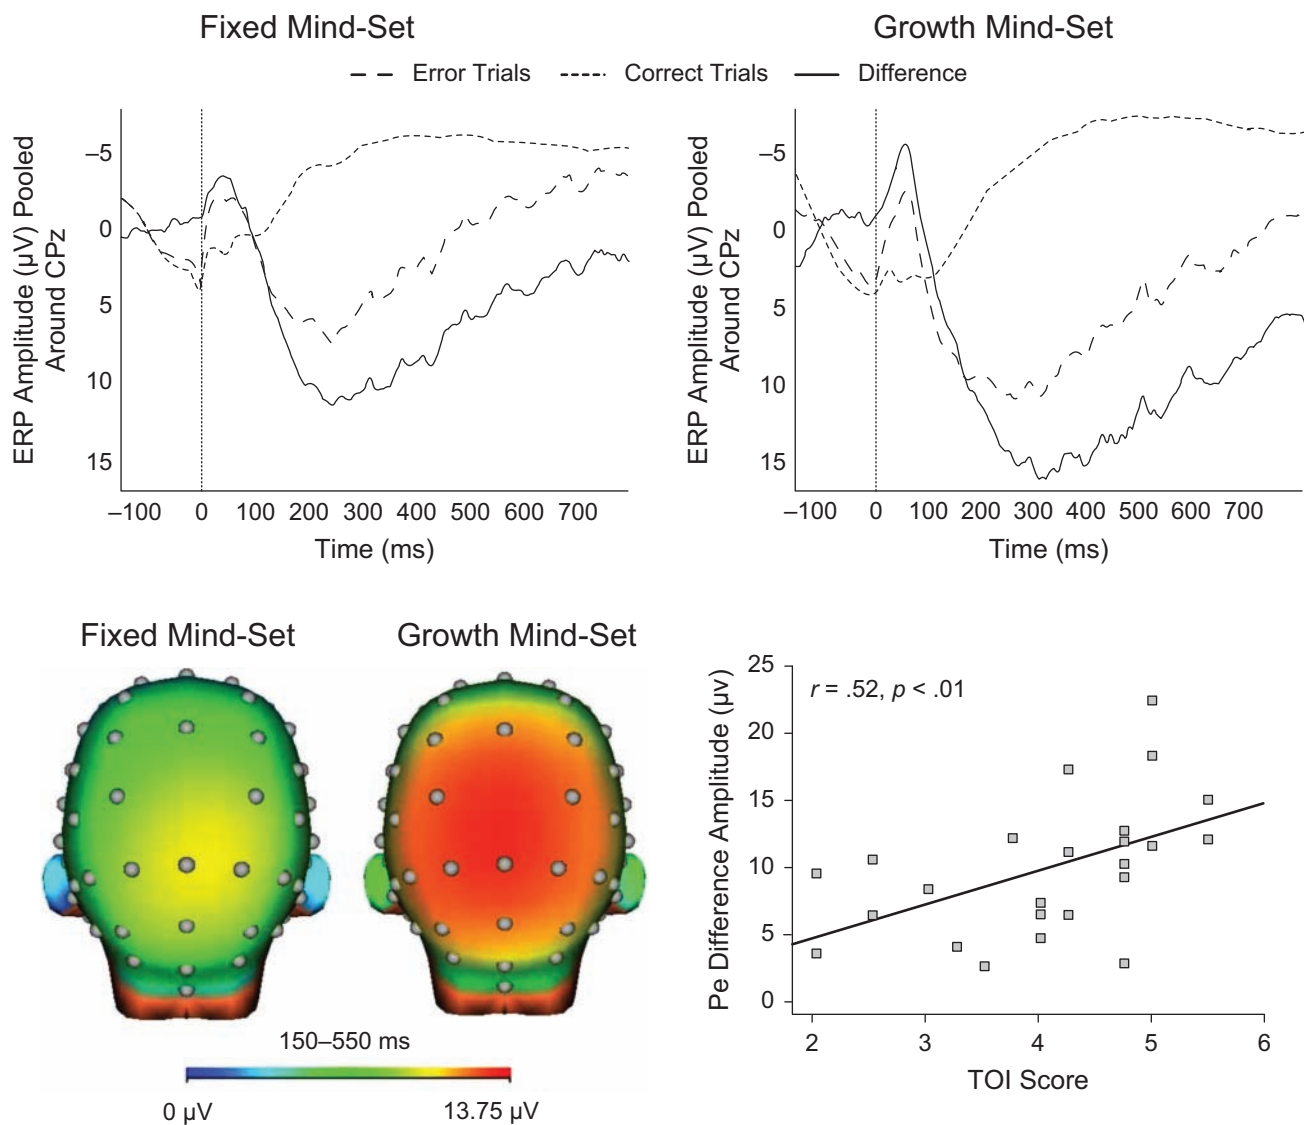 Fixed Mind-Set
Growth Mind-Set
Error Trials
Correct Trials
Difference
ERP Amplitude (μV) Pooled
Around CPz
–5
0
5
10
15
–100 0 100 200 300 400 500 600 700
Time (ms)
ERP Amplitude (μV) Pooled
Around CPz
–5
0
5
10
15
–100 0 100 200 300 400 500 600 700
Time (ms)
Fixed Mind-Set
Growth Mind-Set
150–550 ms
0 μV
13.75 μV
Pe Difference Amplitude (μv)
25
20
15
10
5
0
r = .52, p < .01
2 3 4 5 6
TOI Score